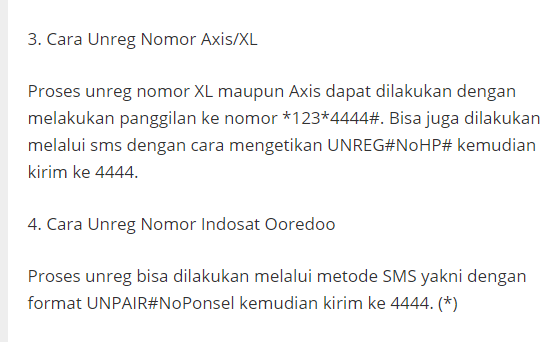 3. Cara Unreg Nomor Axis/XL
Proses unreg nomor XL maupun Axis dapat dilakukan dengan
melakukan panggilan ke nomor *123*4444#. Bisa juga dilakukan
melalui sms dengan cara mengetikan UNREG#NoHP# kemudian
kirim ke 4444.
4. Cara Unreg Nomor Indosat Ooredoo
Proses unreg bisa dilakukan melalui metode SMS yakni dengan
format UNPAIR#NoPonsel kemudian kirim ke 4444. (*)